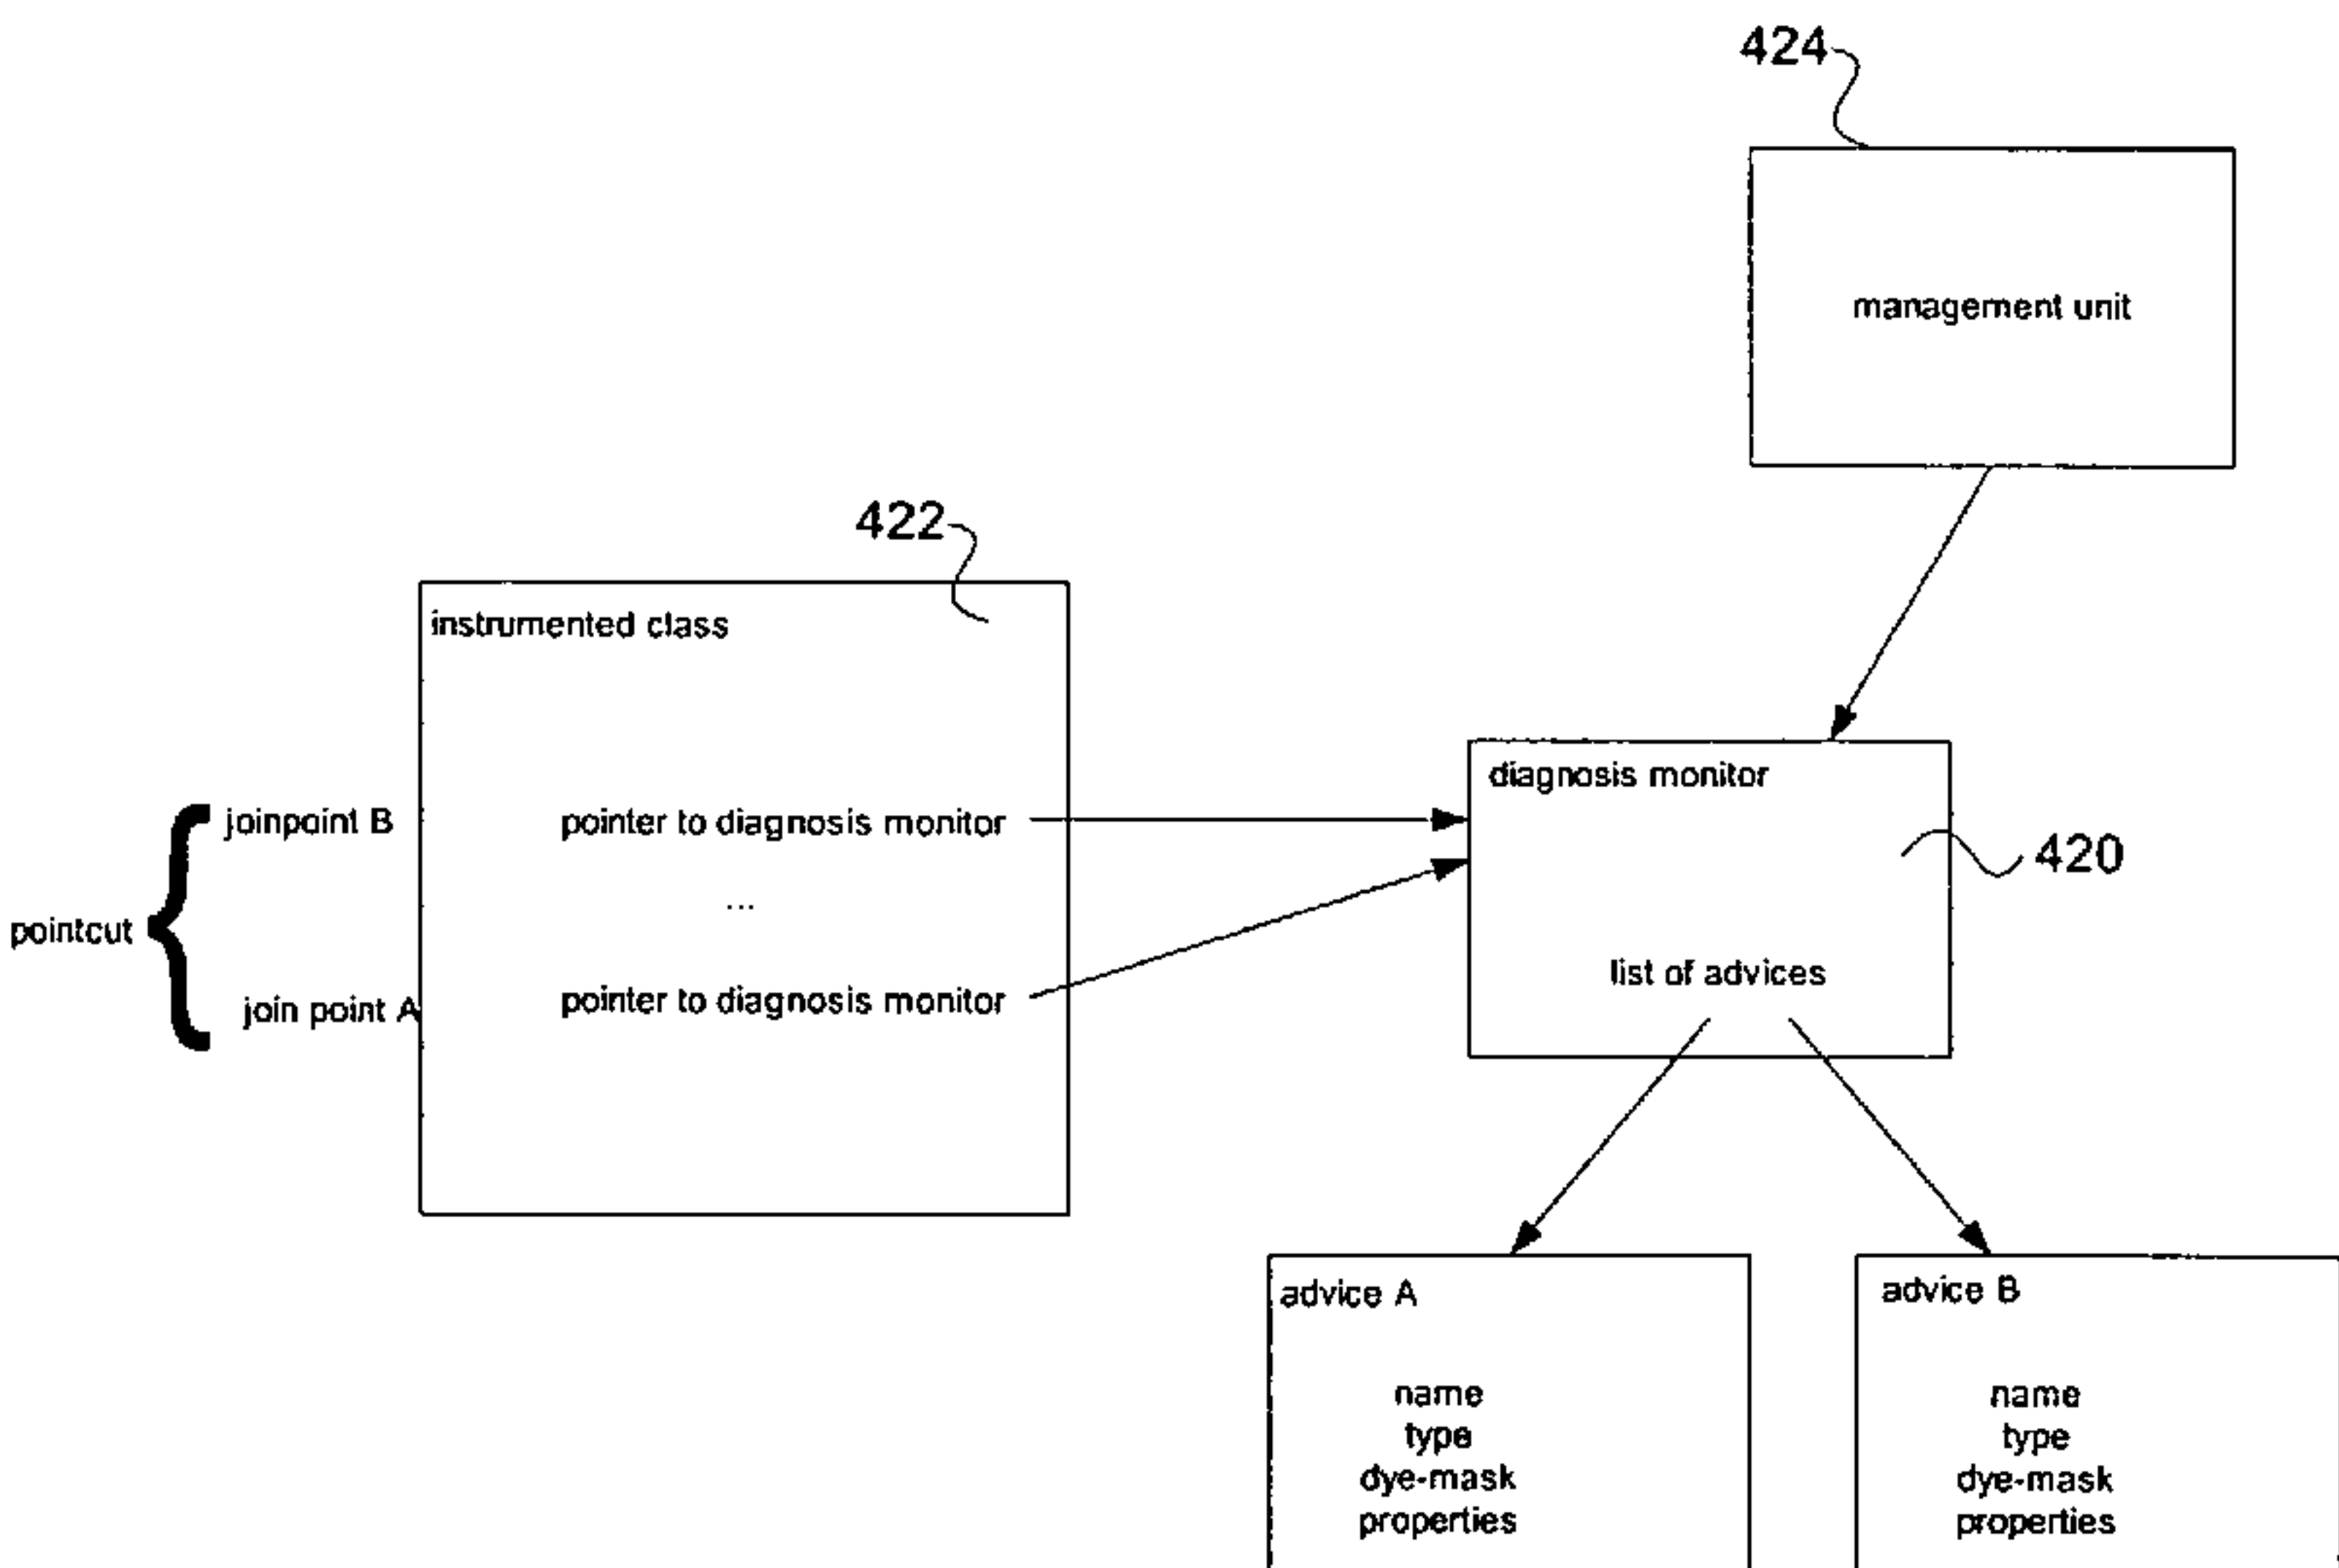 424
management unit
422
instrumented class
diagnosis monitor
joinpoint B
pointer to diagnosis monitor
420
...
pointcut
list of advices
join point A
pointer to diagnosis monitor
advice A
name
type
dye-mask
properties
advice B
name
type
dye-mask
properties